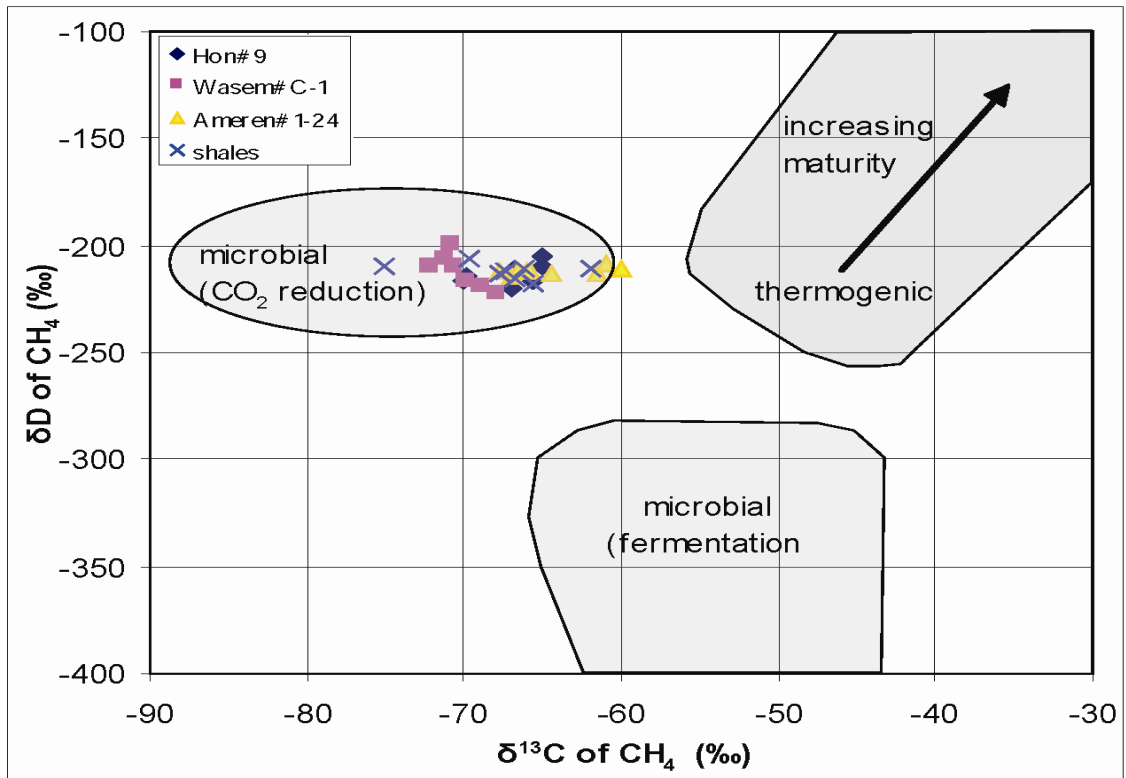 Hon# 9
Wasem# C-1
Ameren# 1-24
shales
-100
-150
-200
-250
-300
-350
-400
δD of CH₄ (‰)
increasing
maturity
thermogenic
microbial
(CO₂ reduction)
microbial
(fermentation
-90
-80
-70
-60
-50
-40
-30
δ¹³C of CH₄ (‰)